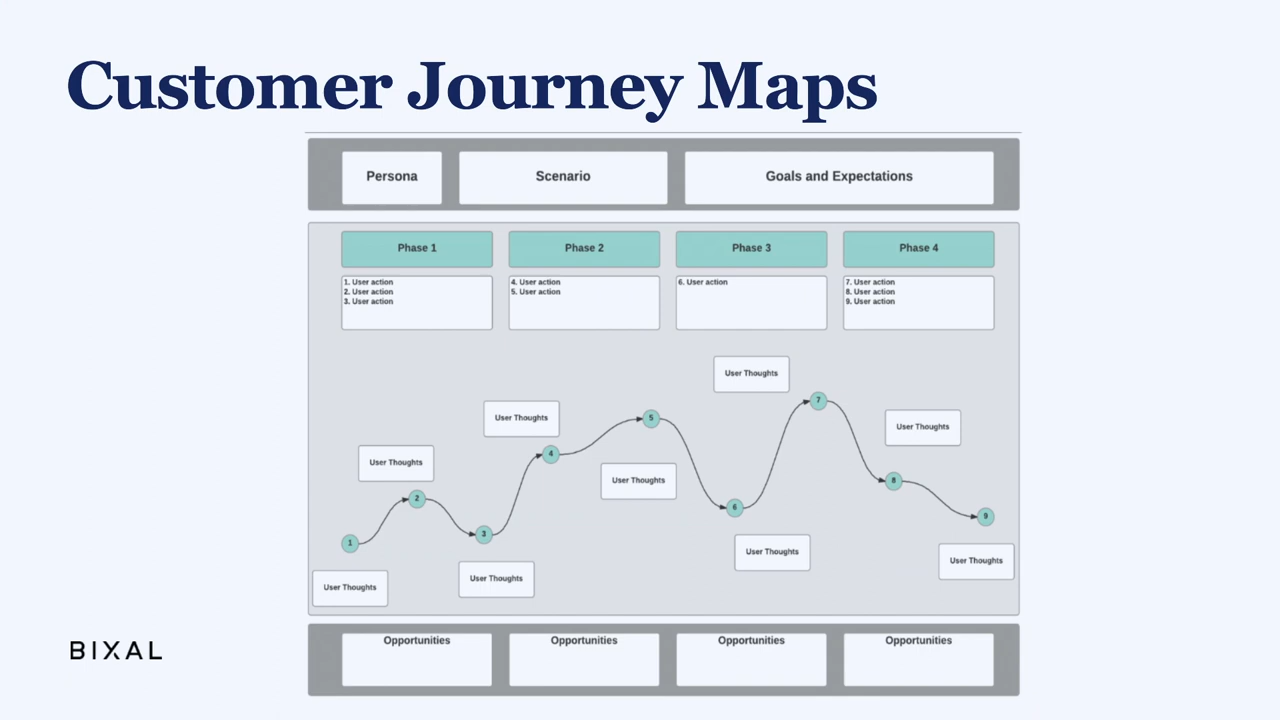 Customer Journey Maps
Persona
Scenario
Goals and Expectations
Phase 1
Phase 2
Phase 3
Phase 4
1. User action
2. User action
3. User action
4. User action
5. User action
6. User action
7. User action
8. User action
9. User action
User Thoughts
7
5
User Thoughts
User Thoughts
4
User Thoughts
User Thoughts
8
2
6
9
3
1
User Thoughts
User Thoughts
User Thoughts
User Thoughts
BIXAL
Opportunities
Opportunities
Opportunities
Opportunities